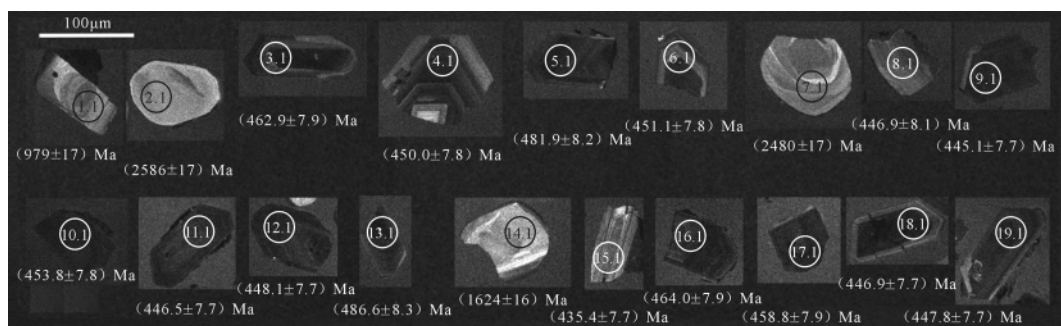 100μm
1.1
2.1
3.1
4.1
5.1
6.1
7.1
8.1
9.1
(979±17) Ma
(2586±17) Ma
(462.9±7.9) Ma
(450.0±7.8) Ma
(481.9±8.2) Ma
(451.1±7.8) Ma
(2480±17) Ma
(446.9±8.1) Ma
(445.1±7.7) Ma
10.1
11.1
12.1
13.1
14.1
15.1
16.1
17.1
18.1
19.1
(453.8±7.8) Ma
(446.5±7.7) Ma
(448.1±7.7) Ma
(486.6±8.3) Ma
(1624±16) Ma
(435.4±7.7) Ma
(464.0±7.9) Ma
(458.8±7.9) Ma
(446.9±7.7) Ma
(447.8±7.7) Ma